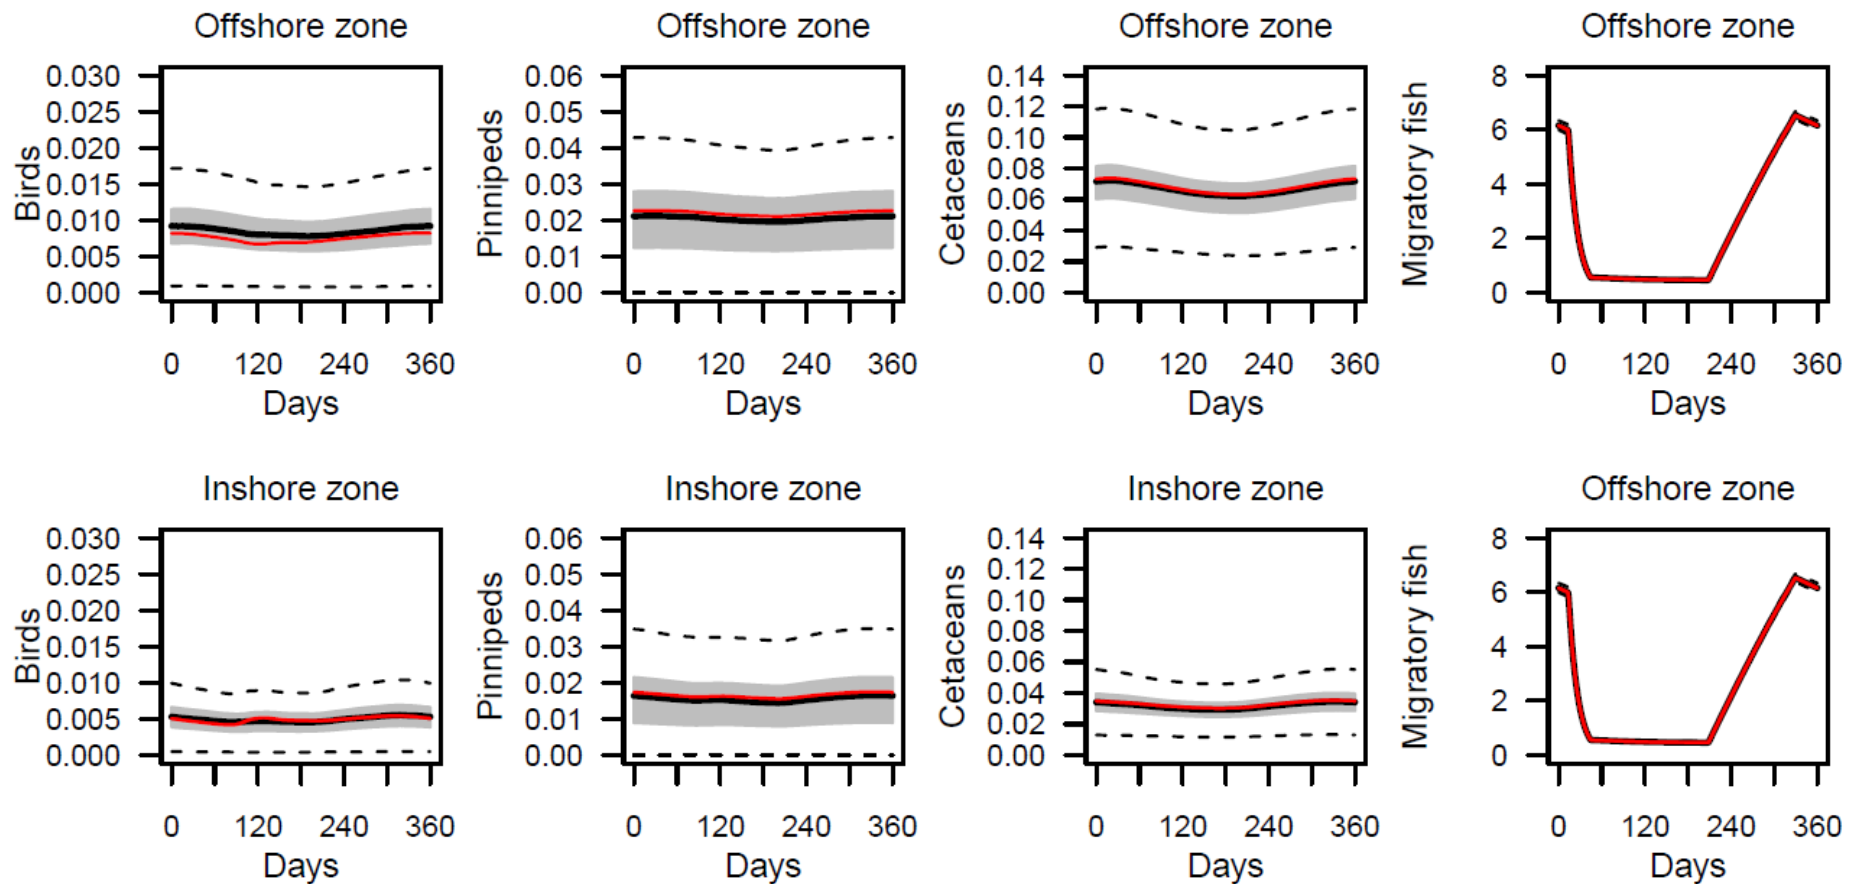 Offshore zone
Birds
0.030
0.025
0.020
0.015
0.010
0.005
0.000
0 120 240 360
Days
Offshore zone
Pinnipeds
0.06
0.05
0.04
0.03
0.02
0.01
0.00
0 120 240 360
Days
Offshore zone
Cetaceans
0.14
0.12
0.10
0.08
0.06
0.04
0.02
0.00
0 120 240 360
Days
Offshore zone
Migratory fish
8
6
4
2
0
0 120 240 360
Days
Inshore zone
Birds
0.030
0.025
0.020
0.015
0.010
0.005
0.000
0 120 240 360
Days
Inshore zone
Pinnipeds
0.06
0.05
0.04
0.03
0.02
0.01
0.00
0 120 240 360
Days
Inshore zone
Cetaceans
0.14
0.12
0.10
0.08
0.06
0.04
0.02
0.00
0 120 240 360
Days
Offshore zone
Migratory fish
8
6
4
2
0
0 120 240 360
Days